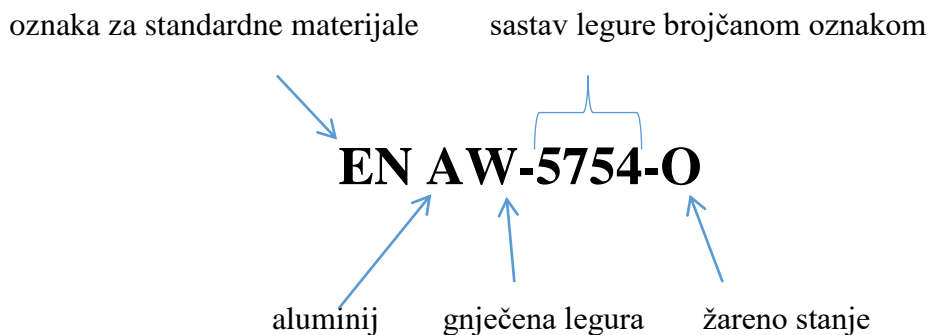 oznaka za standardne materijale sastav legure brojčanom oznakom
EN AW-5754-O
aluminij gnječena legura žareno stanje